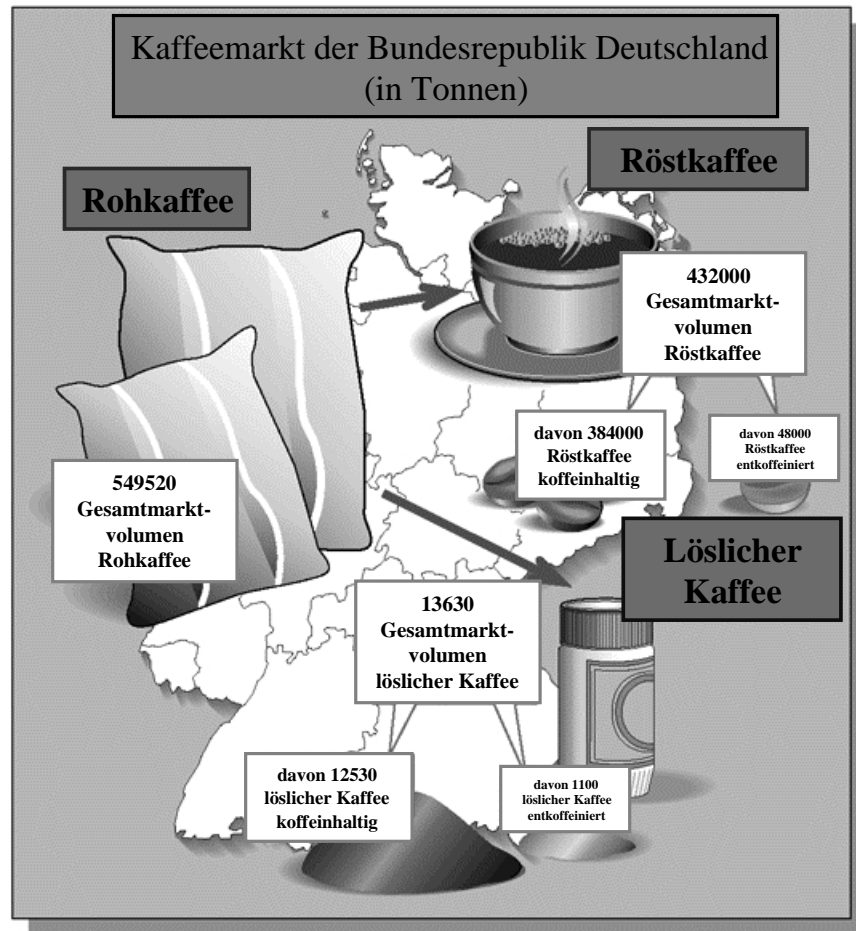 Kaffeemarkt der Bundesrepublik Deutschland
(in Tonnen)
Röstkaffee
Rohkaffee
432000
Gesamtmarkt-
volumen
Röstkaffee
davon 384000
Röstkaffee
koffeinhaltig
davon 48000
Röstkaffee
entkoffeiniert
549520
Gesamtmarkt-
volumen
Rohkaffee
Löslicher
Kaffee
13630
Gesamtmarkt-
volumen
löslicher Kaffee
davon 12530
löslicher Kaffee
koffeinhaltig
davon 1100
löslicher Kaffee
entkoffeiniert